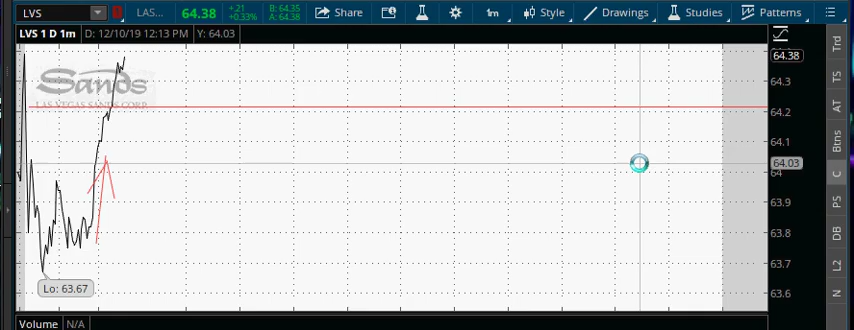 LVS LAS... 64.38 +.21 +0.33% B: 64.35 A: 64.38 Share 1m Style Drawings Studies Patterns
LVS 1 D 1m D: 12/10/19 12:13 PM Y: 64.03
64.38
64.3
64.2
64.1
64.03
64
63.9
63.8
63.7
63.6
Sands
LAS VEGAS SANDS CORP.
Lo: 63.67
Trd
TS
AT
Btns
C
PS
DB
L2
N
Volume N/A